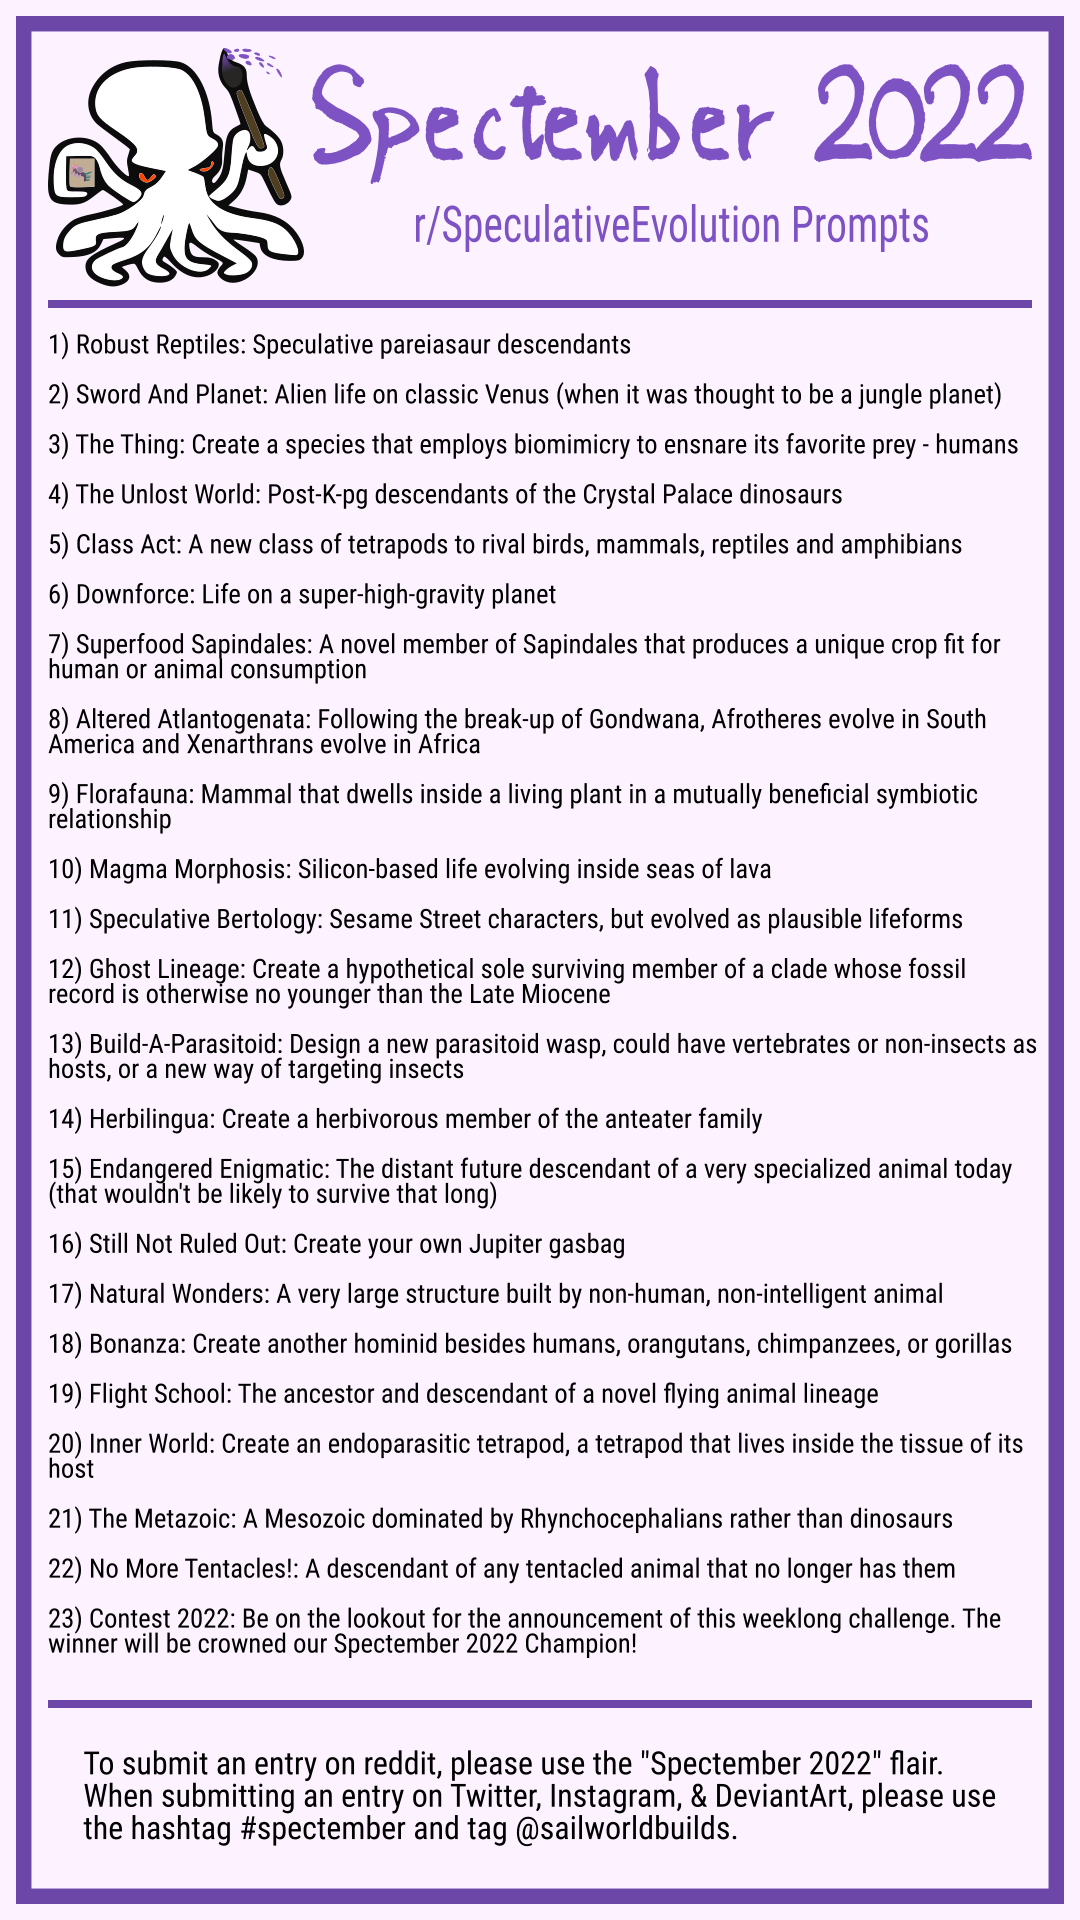 Spectember 2022
r/SpeculativeEvolution Prompts
1) Robust Reptiles: Speculative pareiasaur descendants
2) Sword And Planet: Alien life on classic Venus (when it was thought to be a jungle planet)
3) The Thing: Create a species that employs biomimicry to ensnare its favorite prey - humans
4) The Unlost World: Post-K-pg descendants of the Crystal Palace dinosaurs
5) Class Act: A new class of tetrapods to rival birds, mammals, reptiles and amphibians
6) Downforce: Life on a super-high-gravity planet
7) Superfood Sapindales: A novel member of Sapindales that produces a unique crop fit for
human or animal consumption
8) Altered Atlantogenata: Following the break-up of Gondwana, Afrotheres evolve in South
America and Xenarthrans evolve in Africa
9) Florafauna: Mammal that dwells inside a living plant in a mutually beneficial symbiotic
relationship
10) Magma Morphosis: Silicon-based life evolving inside seas of lava
11) Speculative Bertology: Sesame Street characters, but evolved as plausible lifeforms
12) Ghost Lineage: Create a hypothetical sole surviving member of a clade whose fossil
record is otherwise no younger than the Late Miocene
13) Build-A-Parasitoid: Design a new parasitoid wasp, could have vertebrates or non-insects as
hosts, or a new way of targeting insects
14) Herbilingua: Create a herbivorous member of the anteater family
15) Endangered Enigmatic: The distant future descendant of a very specialized animal today
(that wouldn't be likely to survive that long)
16) Still Not Ruled Out: Create your own Jupiter gasbag
17) Natural Wonders: A very large structure built by non-human, non-intelligent animal
18) Bonanza: Create another hominid besides humans, orangutans, chimpanzees, or gorillas
19) Flight School: The ancestor and descendant of a novel flying animal lineage
20) Inner World: Create an endoparasitic tetrapod, a tetrapod that lives inside the tissue of its
host
21) The Metazoic: A Mesozoic dominated by Rhynchocephalians rather than dinosaurs
22) No More Tentacles!: A descendant of any tentacled animal that no longer has them
23) Contest 2022: Be on the lookout for the announcement of this weeklong challenge. The
winner will be crowned our Spectember 2022 Champion!
To submit an entry on reddit, please use the "Spectember 2022" flair.
When submitting an entry on Twitter, Instagram, & DeviantArt, please use
the hashtag #spectember and tag @sailworldbuilds.